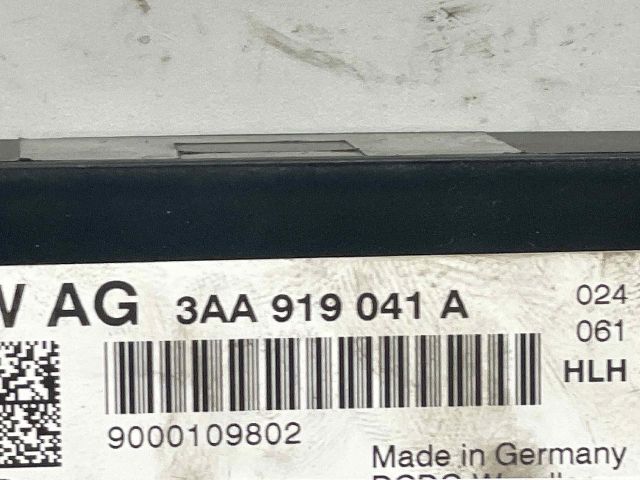 AG 3AA 919 041 A
024
061
HLH
9000109802
Made in Germany